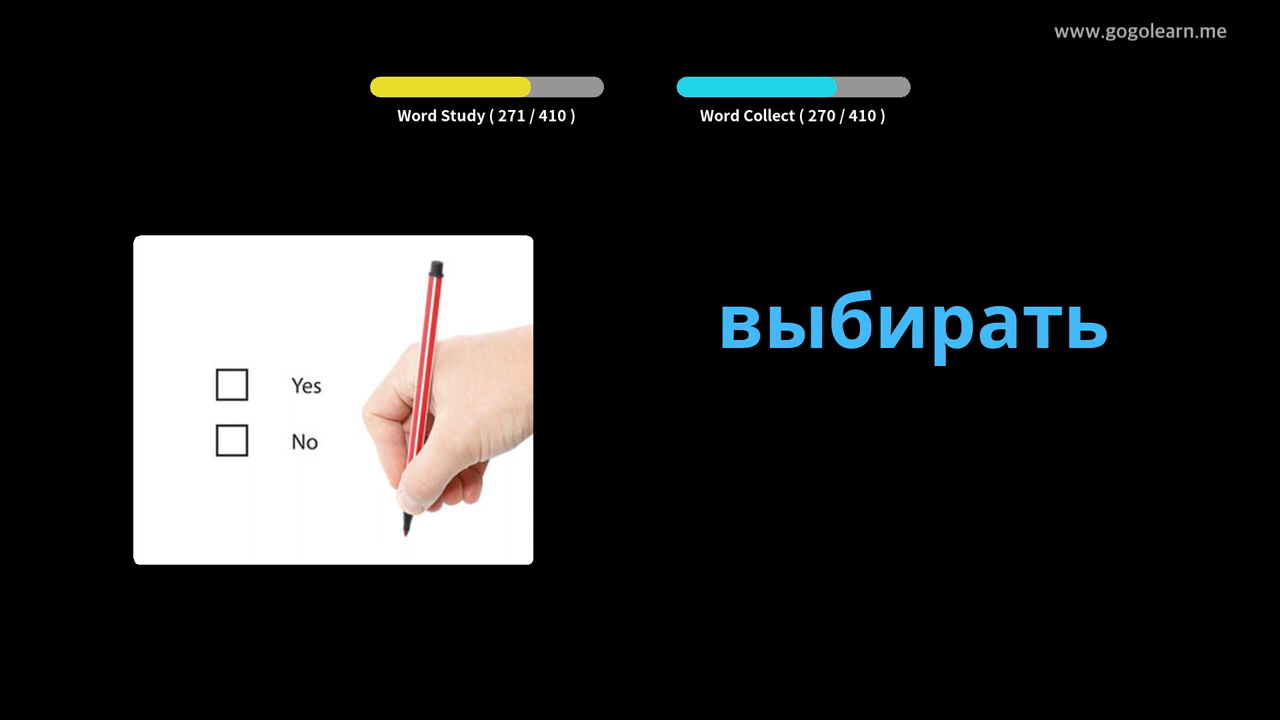 www.gogolearn.me
Word Study ( 271 / 410 )
Word Collect ( 270 / 410 )
выбирать
Yes
No